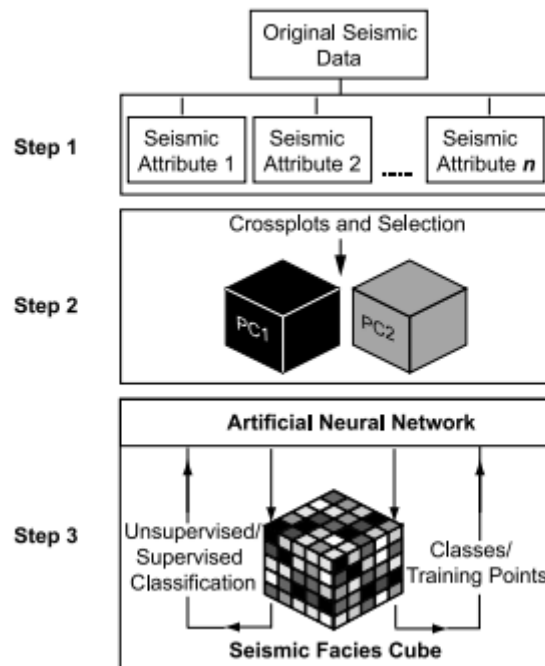 Original Seismic
Data
Step 1
Seismic
Attribute 1
Seismic
Attribute 2
Seismic
Attribute n
Step 2
Crossplots and Selection
PC1
PC2
Step 3
Artificial Neural Network
Unsupervised/
Supervised
Classification
Classes/
Training Points
Seismic Facies Cube